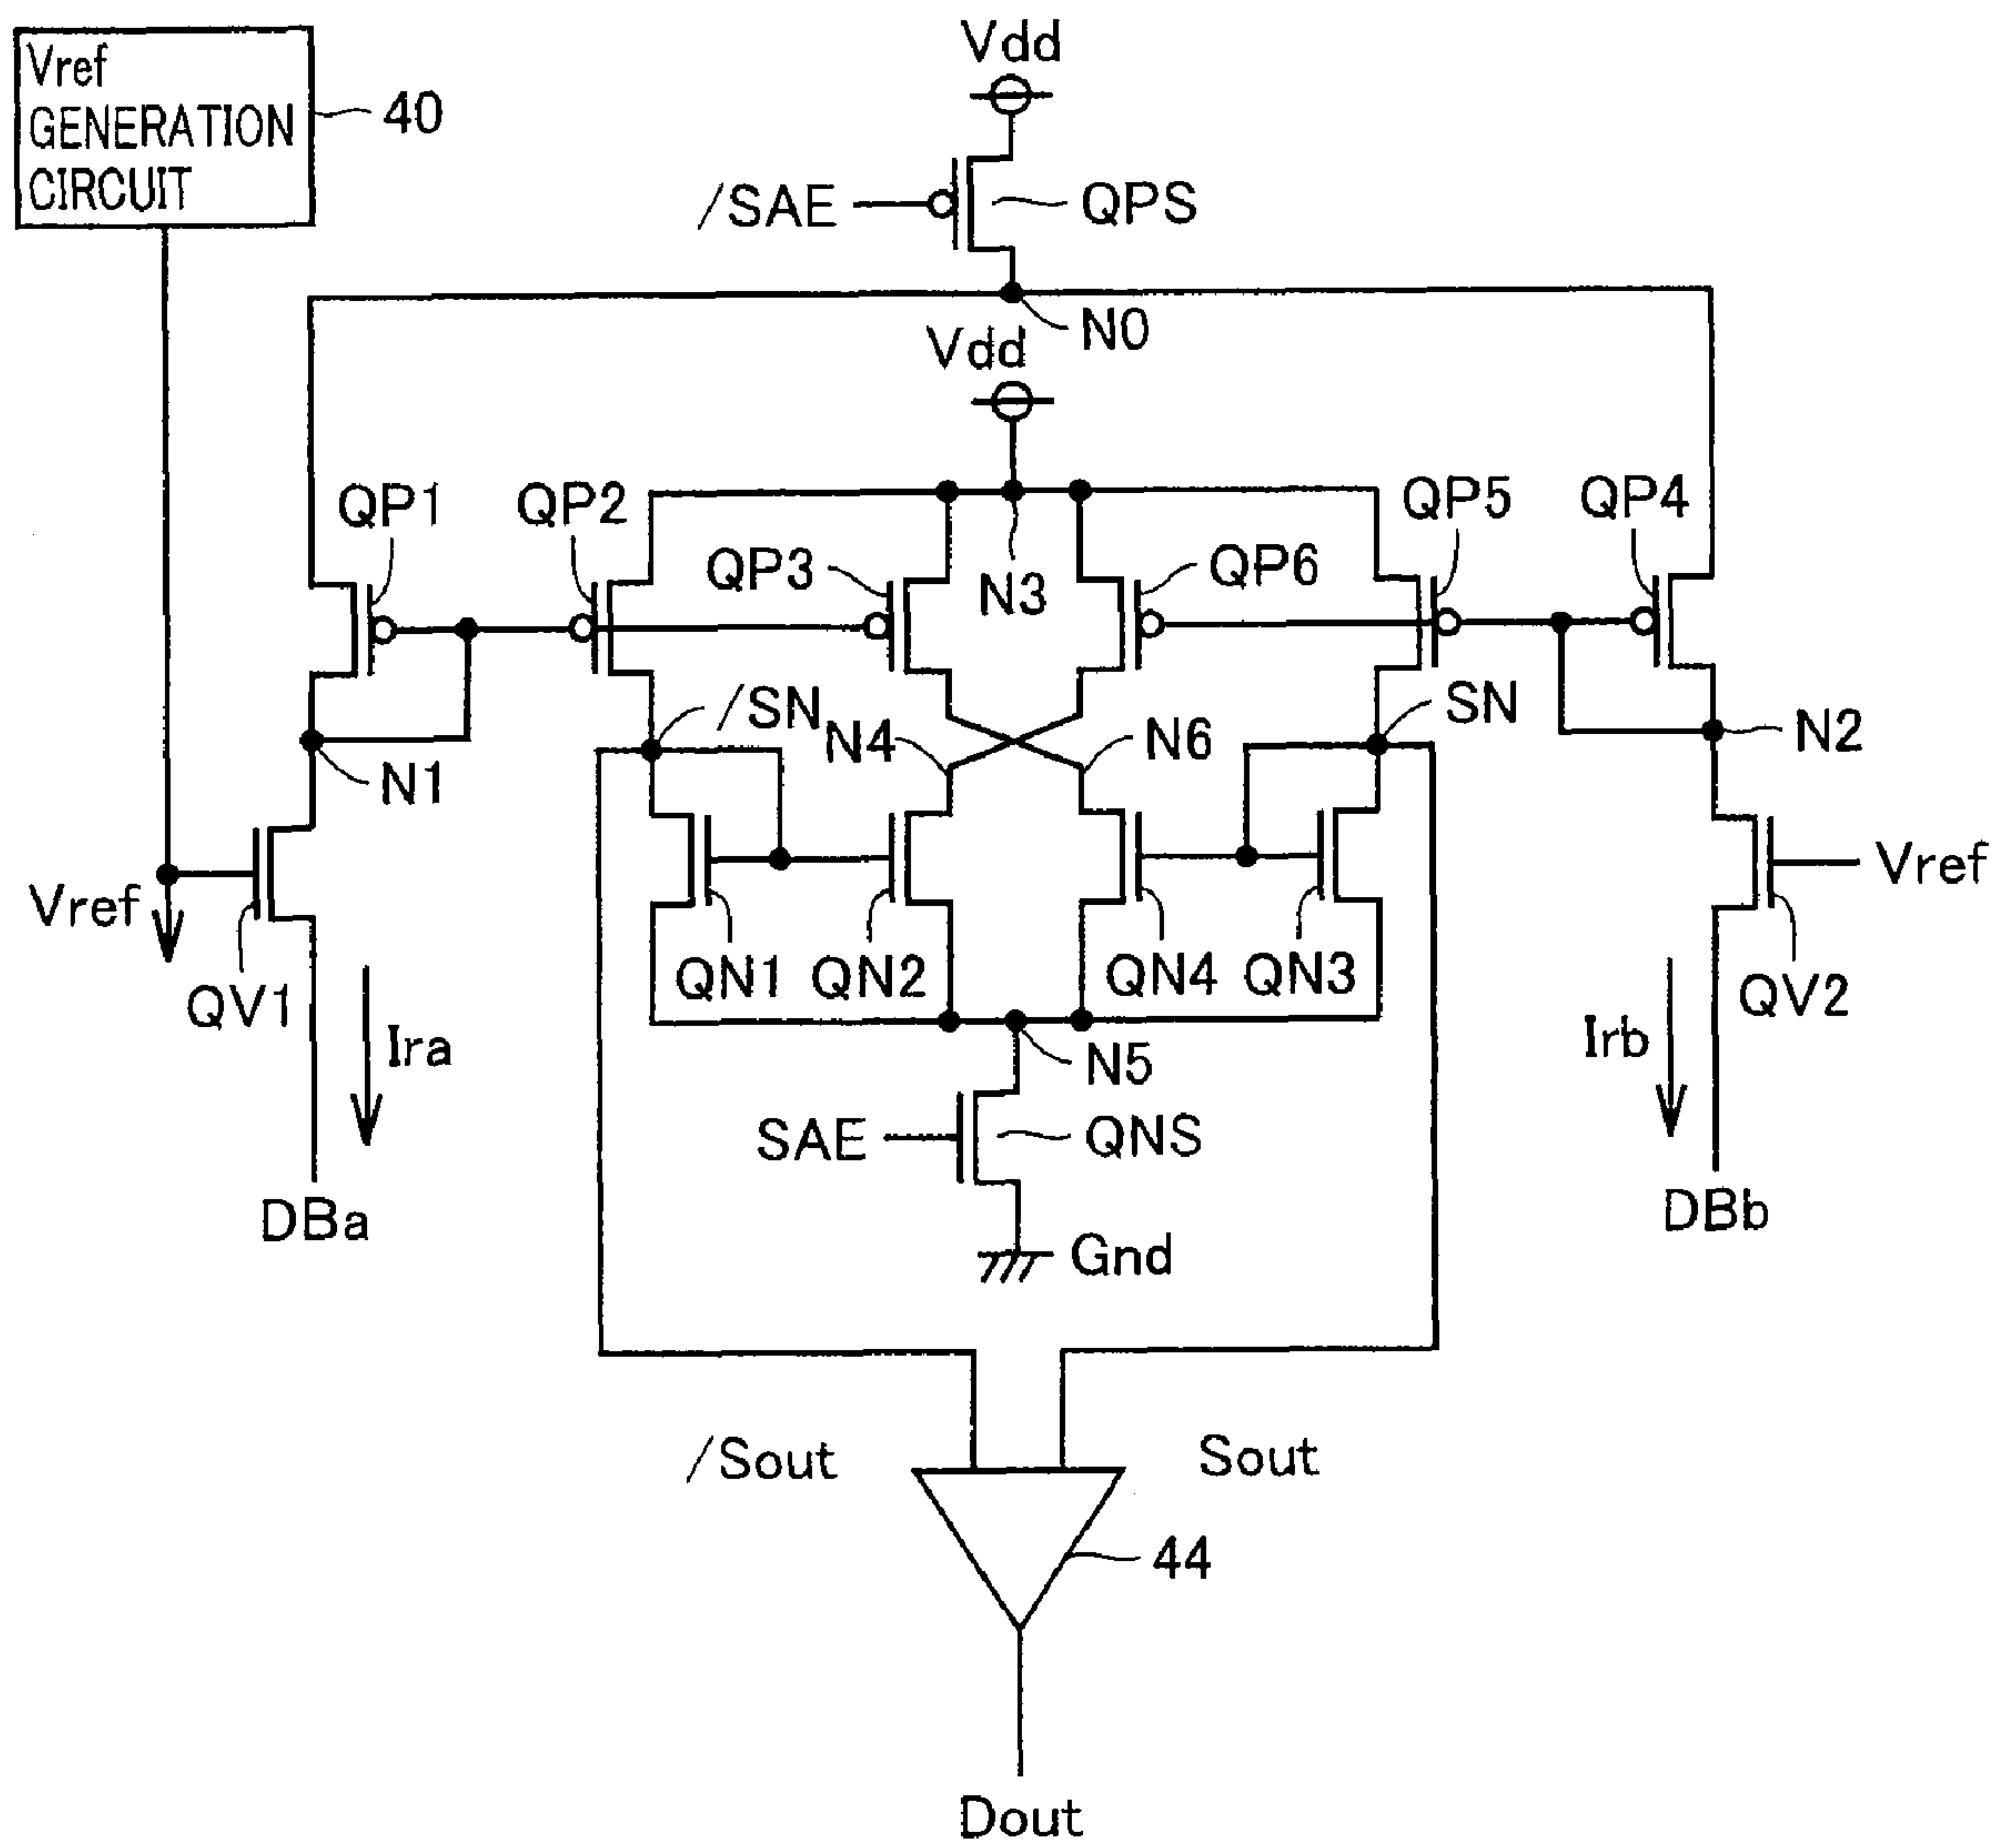 Vref
GENERATION
CIRCUIT
40
Vdd
/SAE
QPS
N0
Vdd
QP1
QP2
QP3
N3
QP6
QP5
QP4
/SN
N4
N6
SN
N2
N1
Vref
QV1
QN1
QN2
QN4
QN3
Vref
QV2
Ira
N5
Irb
SAE
QNS
DBa
DBb
Gnd
/Sout
Sout
44
Dout